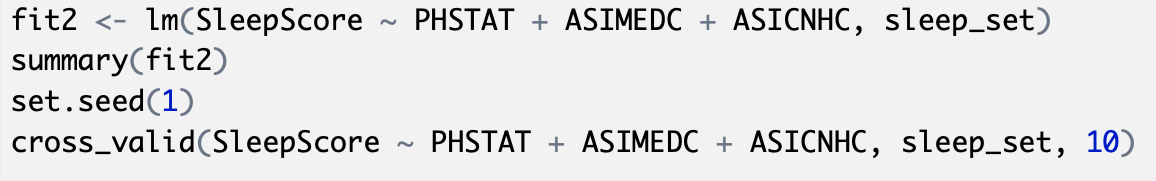 fit2 <- lm(SleepScore ~ PHSTAT + ASIMEDC + ASICNHC, sleep_set)
summary(fit2)
set.seed(1)
cross_valid(SleepScore ~ PHSTAT + ASIMEDC + ASICNHC, sleep_set, 10)